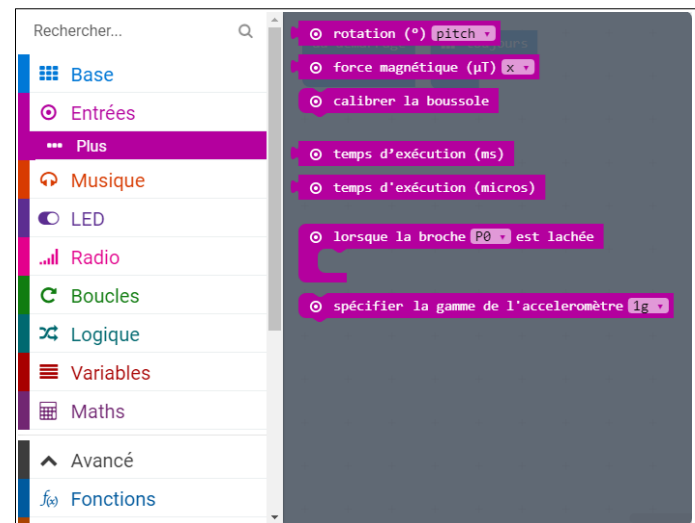 Rechercher...
Base
Entrées
Plus
Musique
LED
Radio
Boucles
Logique
Variables
Maths
Avancé
f(x) Fonctions
rotation (°) pitch
force magnétique (µT) x
calibrer la boussole
temps d’exécution (ms)
temps d'exécution (micros)
lorsque la broche P0 est lachée
spécifier la gamme de l'acceleromètre 1g